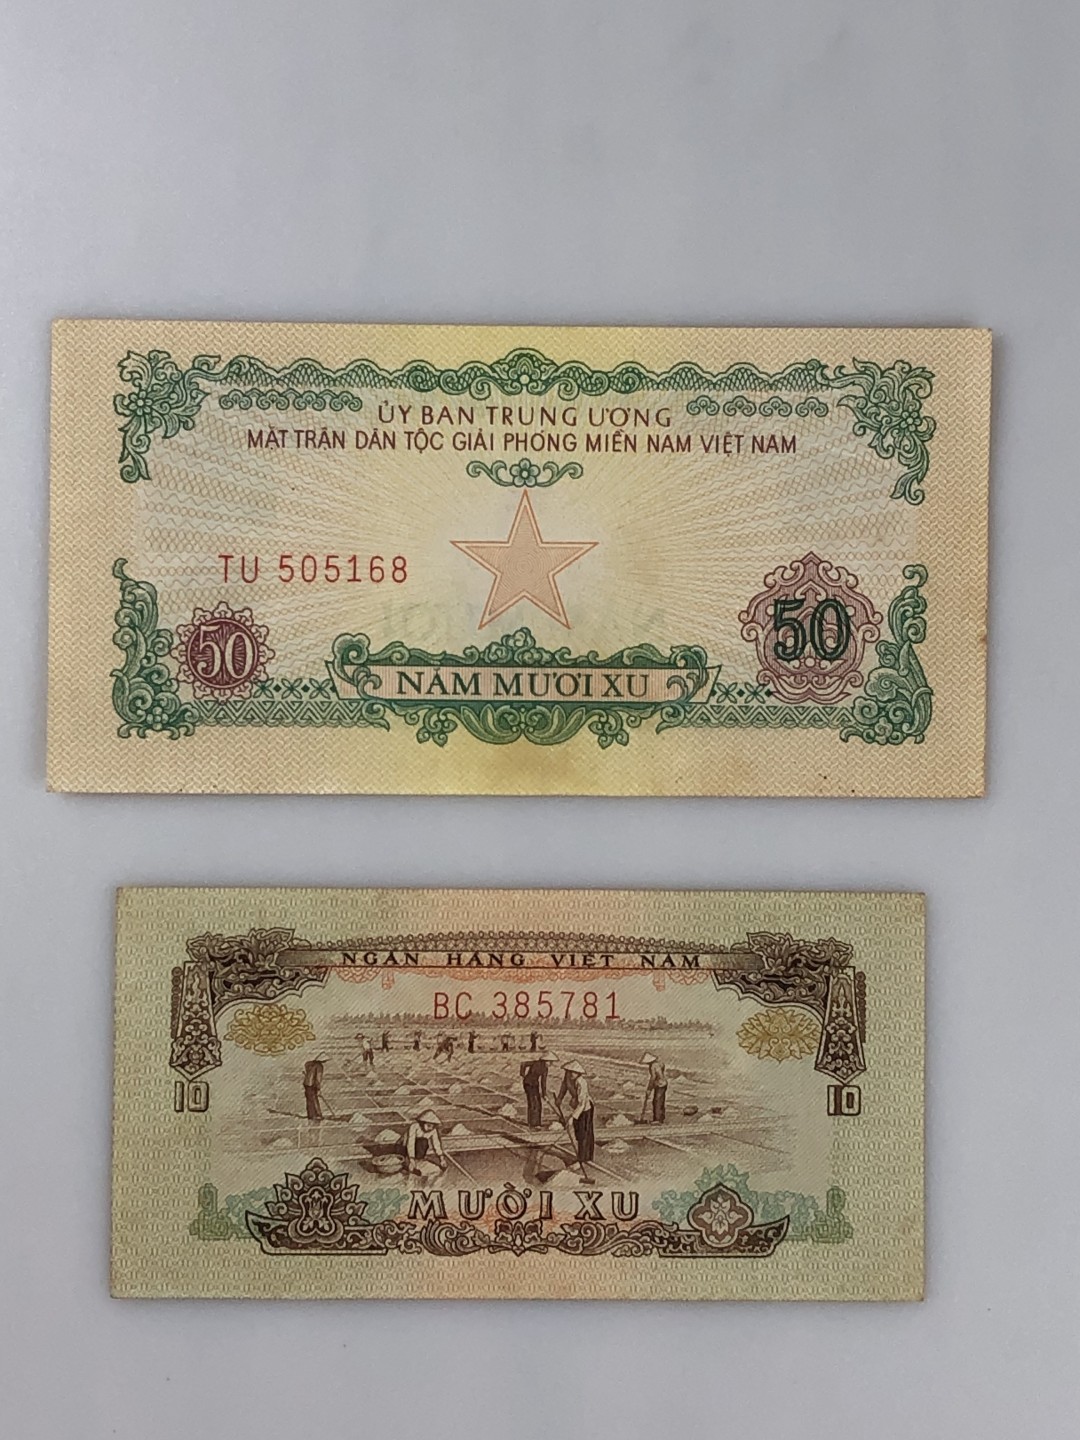 ỦY BAN TRUNG ƯƠNG
MẶT TRẬN DÂN TỘC GIẢI PHÓNG MIỀN NAM VIỆT NAM
TU 505168
50
50
NĂM MƯƠI XU
NGÂN HÀNG VIỆT NAM
BC 385781
10
10
MƯỜI XU